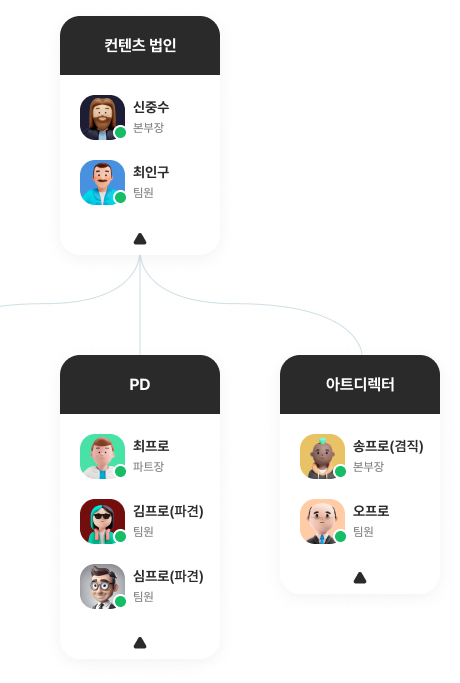 컨텐츠 법인
신중수
본부장
최인구
팀원
PD
최프로
파트장
김프로(파견)
팀원
심프로(파견)
팀원
아트디렉터
송프로(겸직)
본부장
오프로
팀원